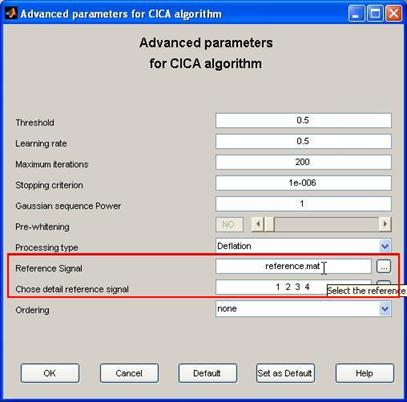 Advanced parameters for CICA algorithm
Advanced parameters
for CICA algorithm
Threshold 0.5
Learning rate 0.5
Maximum iterations 200
Stopping criterion 1e-006
Gaussian sequence Power 1
Pre-whitening NO
Processing type Deflation
Reference Signal reference.mat ...
Chose detail reference signal 1 2 3 4
Select the reference
Ordering none
OK Cancel Default Set as Default Help